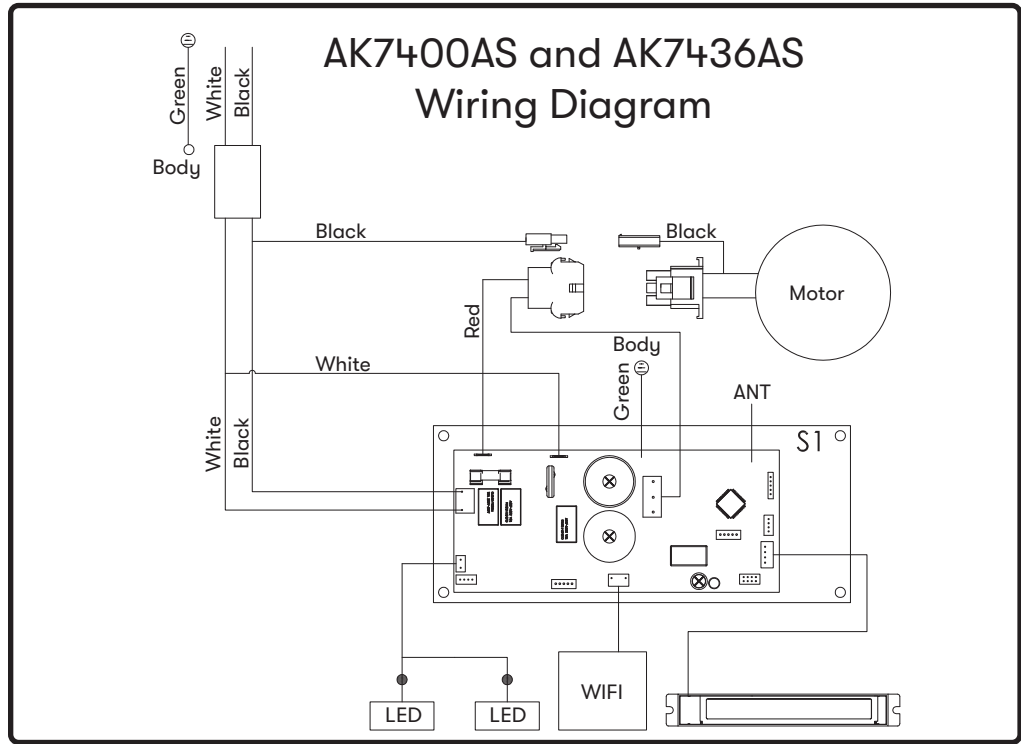 AK7400AS and AK7436AS
Wiring Diagram
Green
White
Black
Body
Black
Black
Motor
Red
Body
White
Green
ANT
White
Black
S1
LED
LED
WIFI